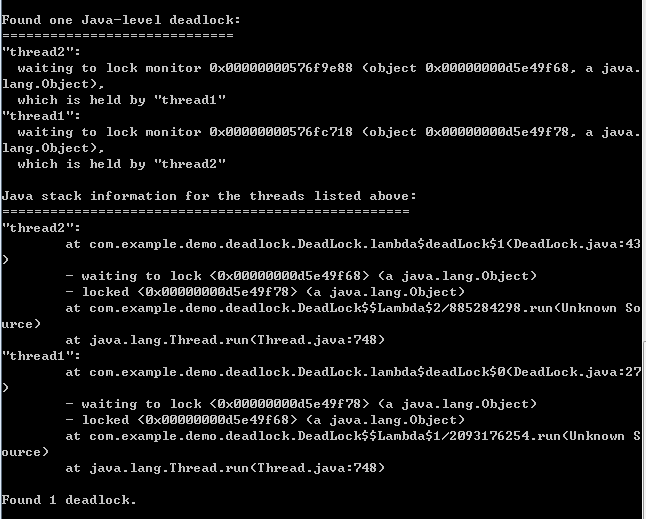 Found one Java-level deadlock:
=============================
"thread2":
  waiting to lock monitor 0x00000000576f9e88 (object 0x00000000d5e49f68, a java.
lang.Object),
  which is held by "thread1"
"thread1":
  waiting to lock monitor 0x00000000576fc718 (object 0x00000000d5e49f78, a java.
lang.Object),
  which is held by "thread2"

Java stack information for the threads listed above:
===================================================
"thread2":
        at com.example.demo.deadlock.DeadLock.lambda$deadLock$1(DeadLock.java:43
)
        - waiting to lock <0x00000000d5e49f68> (a java.lang.Object)
        - locked <0x00000000d5e49f78> (a java.lang.Object)
        at com.example.demo.deadlock.DeadLock$$Lambda$2/885284298.run(Unknown So
urce)
        at java.lang.Thread.run(Thread.java:748)
"thread1":
        at com.example.demo.deadlock.DeadLock.lambda$deadLock$0(DeadLock.java:27
)
        - waiting to lock <0x00000000d5e49f78> (a java.lang.Object)
        - locked <0x00000000d5e49f68> (a java.lang.Object)
        at com.example.demo.deadlock.DeadLock$$Lambda$1/2093176254.run(Unknown S
ource)
        at java.lang.Thread.run(Thread.java:748)

Found 1 deadlock.